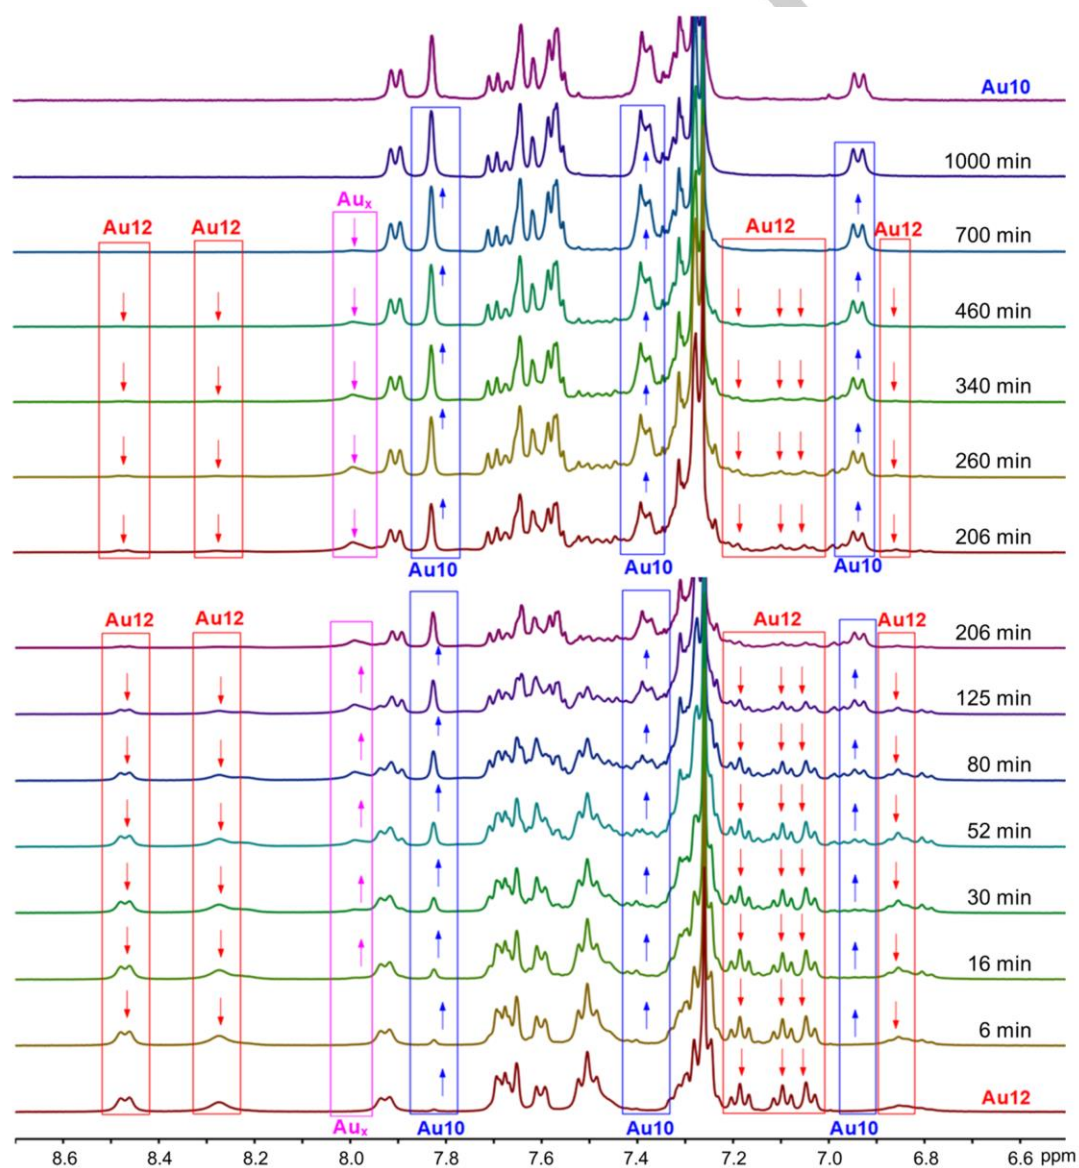 Au10
1000 min
Auₓ
700 min
Au12 Au12 Au12 Au12
460 min
340 min
260 min
206 min
Au10 Au10 Au10
Au12 Au12 Au12 Au12
206 min
125 min
80 min
52 min
30 min
16 min
6 min
Au12
Auₓ Au10 Au10 Au10
8.6 8.4 8.2 8.0 7.8 7.6 7.4 7.2 7.0 6.8 6.6 ppm